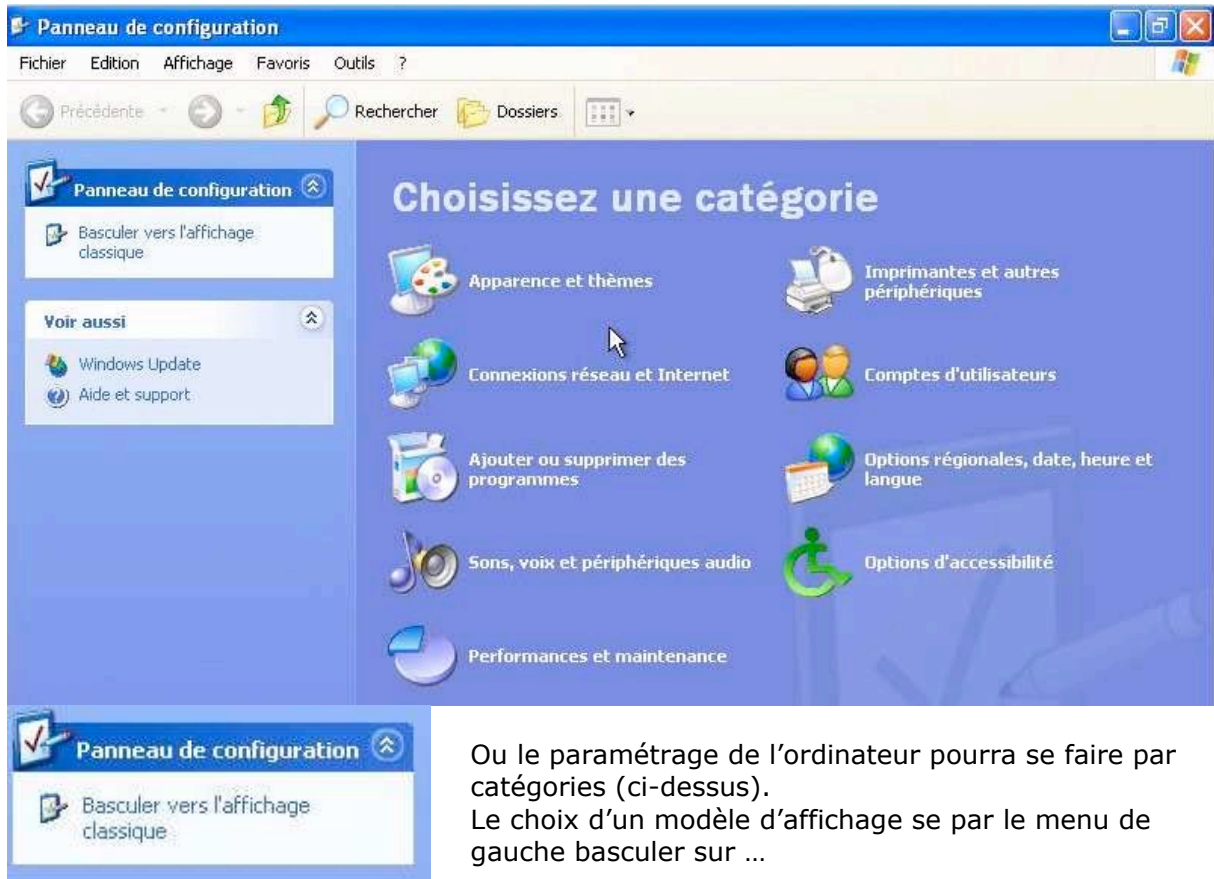 Panneau de configuration
Fichier Edition Affichage Favoris Outils ?
Précédente Rechercher Dossiers
Panneau de configuration
Basculer vers l'affichage
classique
Voir aussi
Windows Update
Aide et support
Choisissez une catégorie
Apparence et thèmes
Imprimantes et autres
périphériques
Connexions réseau et Internet
Comptes d'utilisateurs
Ajouter ou supprimer des
programmes
Options régionales, date, heure et
langue
Sons, voix et périphériques audio
Options d'accessibilité
Performances et maintenance
Panneau de configuration
Basculer vers l'affichage
classique
Ou le paramétrage de l’ordinateur pourra se faire par
catégories (ci-dessus).
Le choix d’un modèle d’affichage se par le menu de
gauche basculer sur …